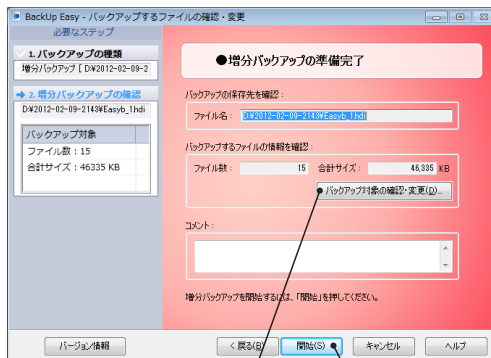 BackUp Easy - バックアップするファイルの確認・変更
必要なステップ
1. バックアップの種類
増分バックアップ [ D:¥2012-02-09-2
2. 増分バックアップの確認
D:¥2012-02-09-2143¥Easyb_1.hdi
バックアップ対象
ファイル数：15
合計サイズ：46335 KB
●増分バックアップの準備完了
バックアップの保存先を確認：
ファイル名： D:¥2012-02-09-2143¥Easyb_1.hdi
バックアップするファイルの情報を確認：
ファイル数： 15 合計サイズ： 46,335 KB
バックアップ対象の確認・変更(D)...
コメント：
増分バックアップを開始するには、「開始」を押してください。
バージョン情報 < 戻る(B) 開始(S) キャンセル ヘルプ